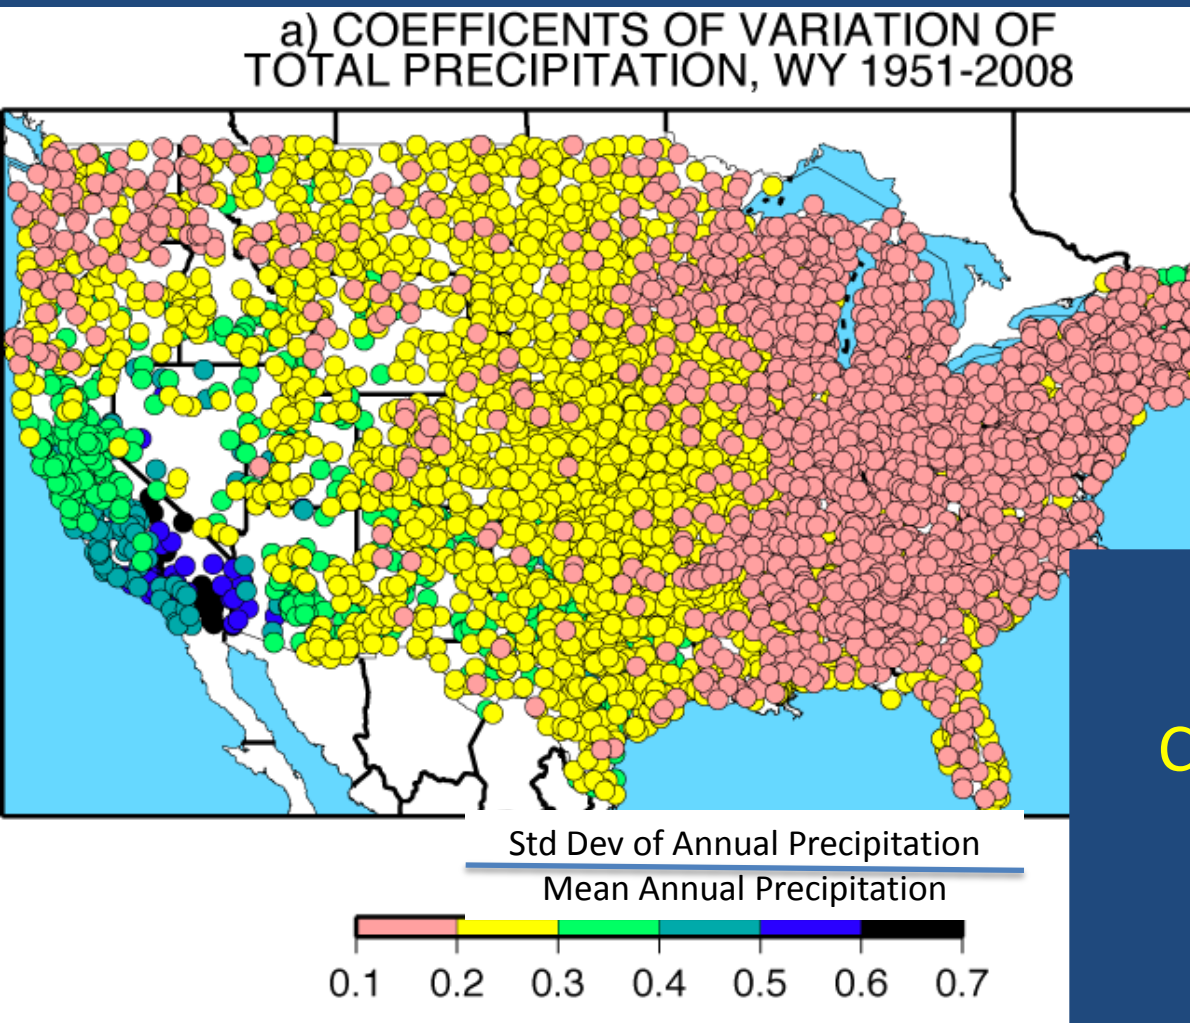 a) COEFFICENTS OF VARIATION OF
TOTAL PRECIPITATION, WY 1951-2008
Std Dev of Annual Precipitation
Mean Annual Precipitation
0.1 0.2 0.3 0.4 0.5 0.6 0.7